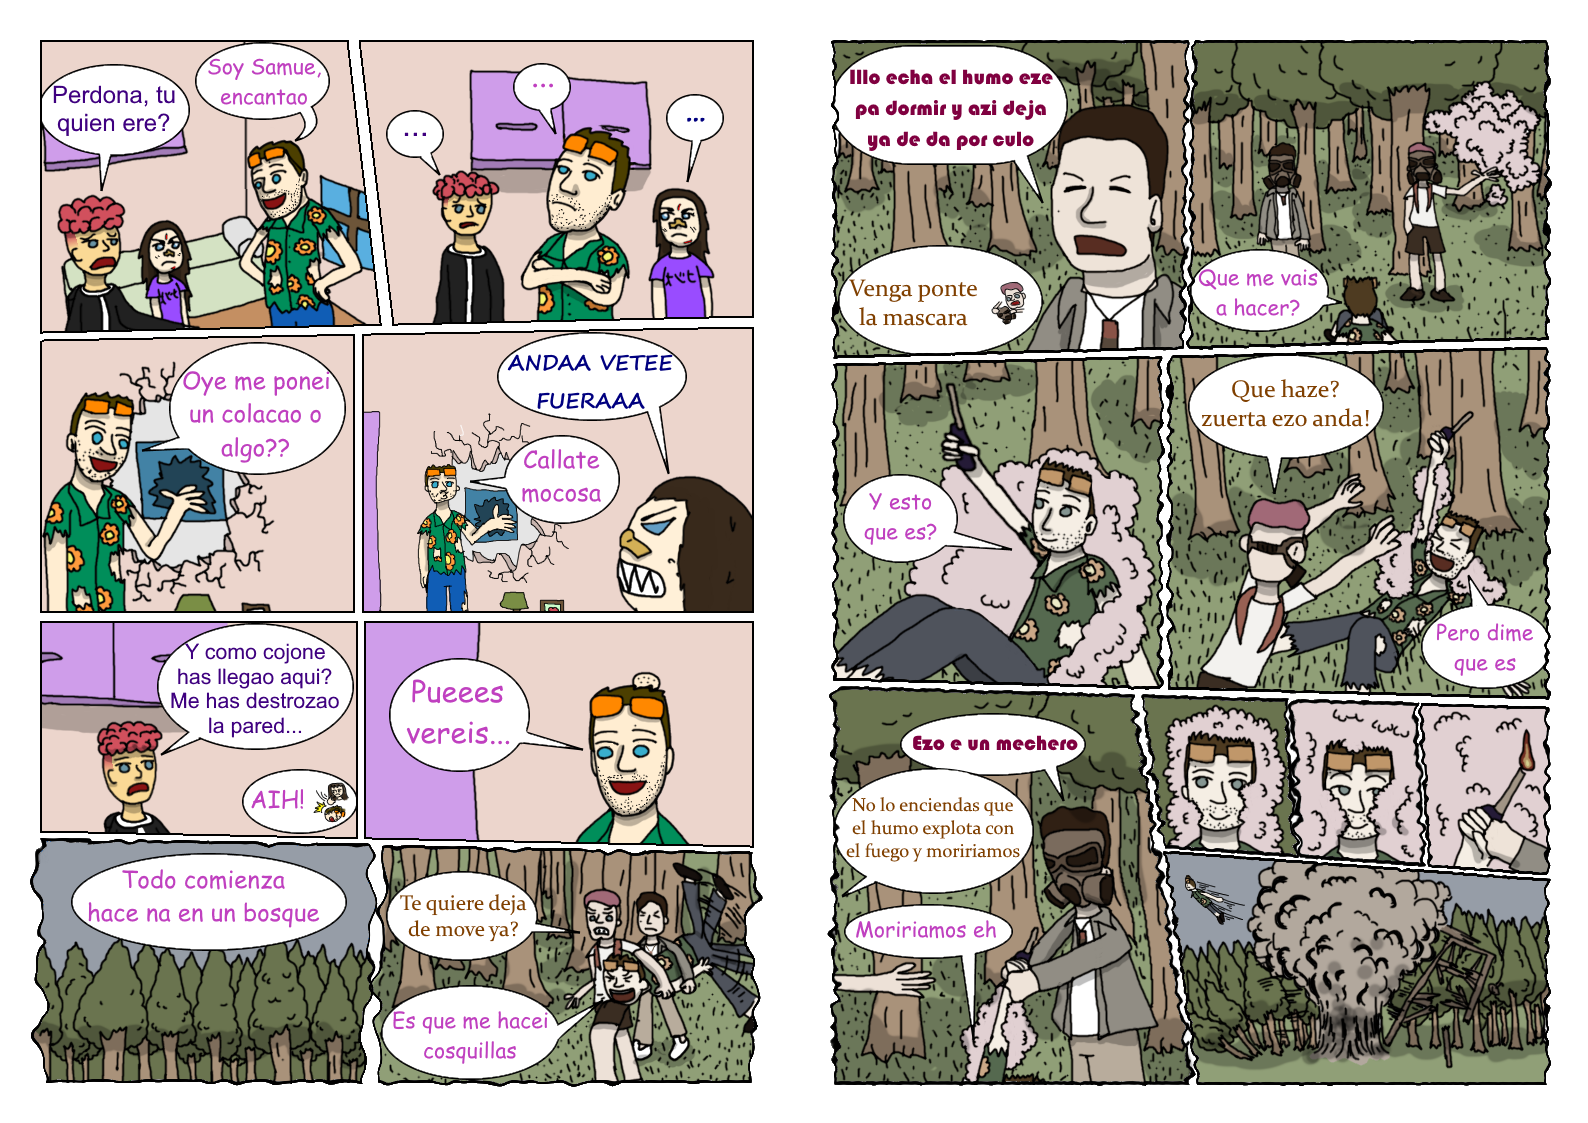 Perdona, tu
quien ere?
Soy Samue,
encantao
...
...
...
Oye me ponei
un colacao o
algo??
ANDAA VETEE
FUERAAA
Callate
mocosa
Y como cojone
has llegao aqui?
Me has destrozao
la pared...
AIH!
Pueees
vereis...
Todo comienza
hace na en un bosque
Te quiere deja
de move ya?
Es que me hacei
cosquillas
Illo echa el humo eze
pa dormir y azi deja
ya de da por culo
Venga ponte
la mascara
Que me vais
a hacer?
Y esto
que es?
Que haze?
zuerta ezo anda!
Pero dime
que es
Ezo e un mechero
No lo enciendas que
el humo explota con
el fuego y moririamos
Moririamos eh